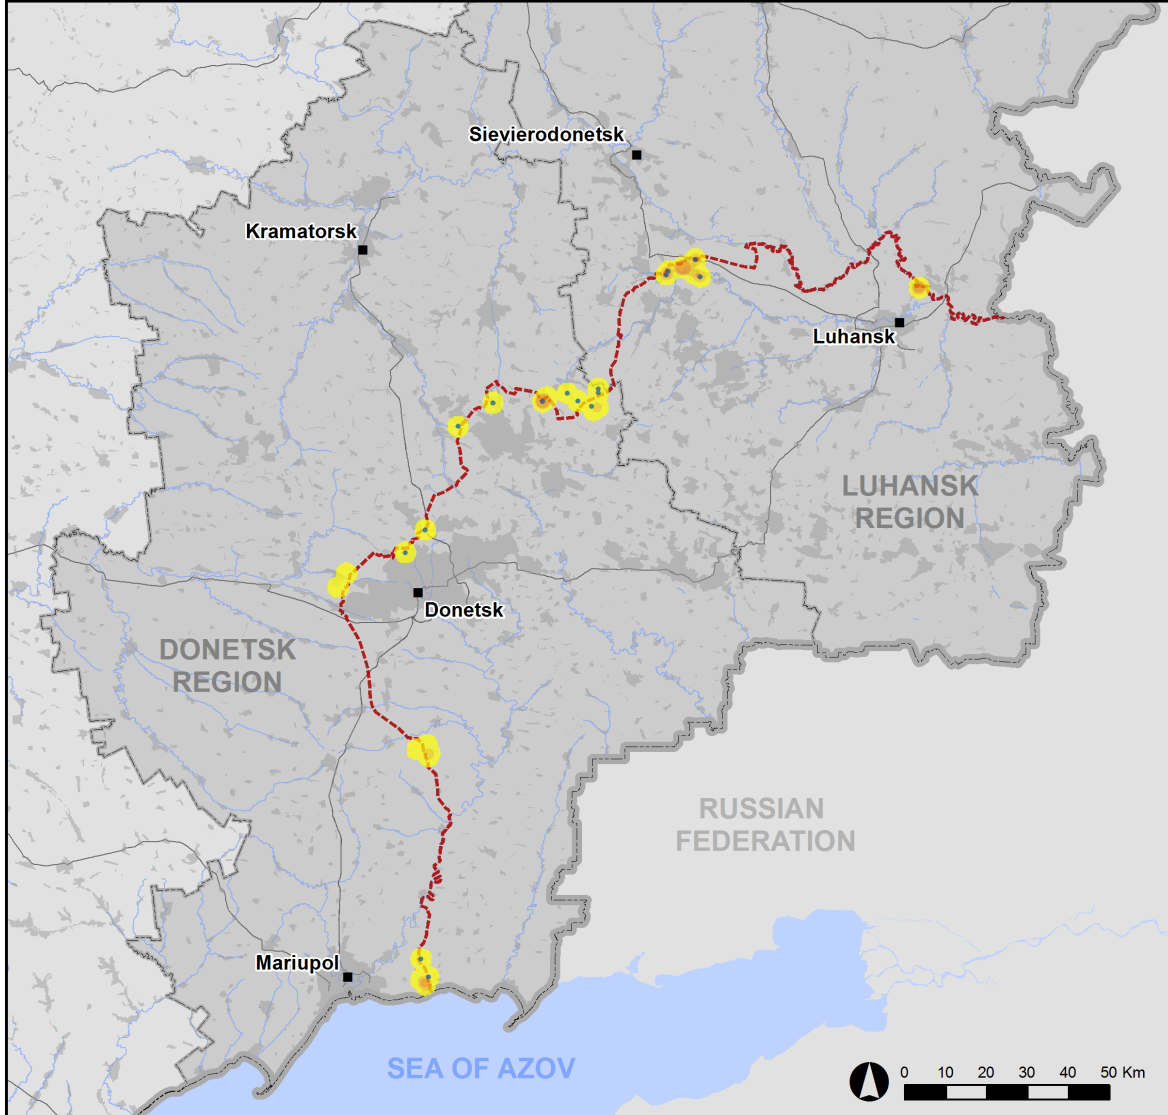 Sievierodonetsk
Kramatorsk
Luhansk
LUHANSK
REGION
Donetsk
DONETSK
REGION
RUSSIAN
FEDERATION
Mariupol
SEA OF AZOV
0 10 20 30 40 50 Km